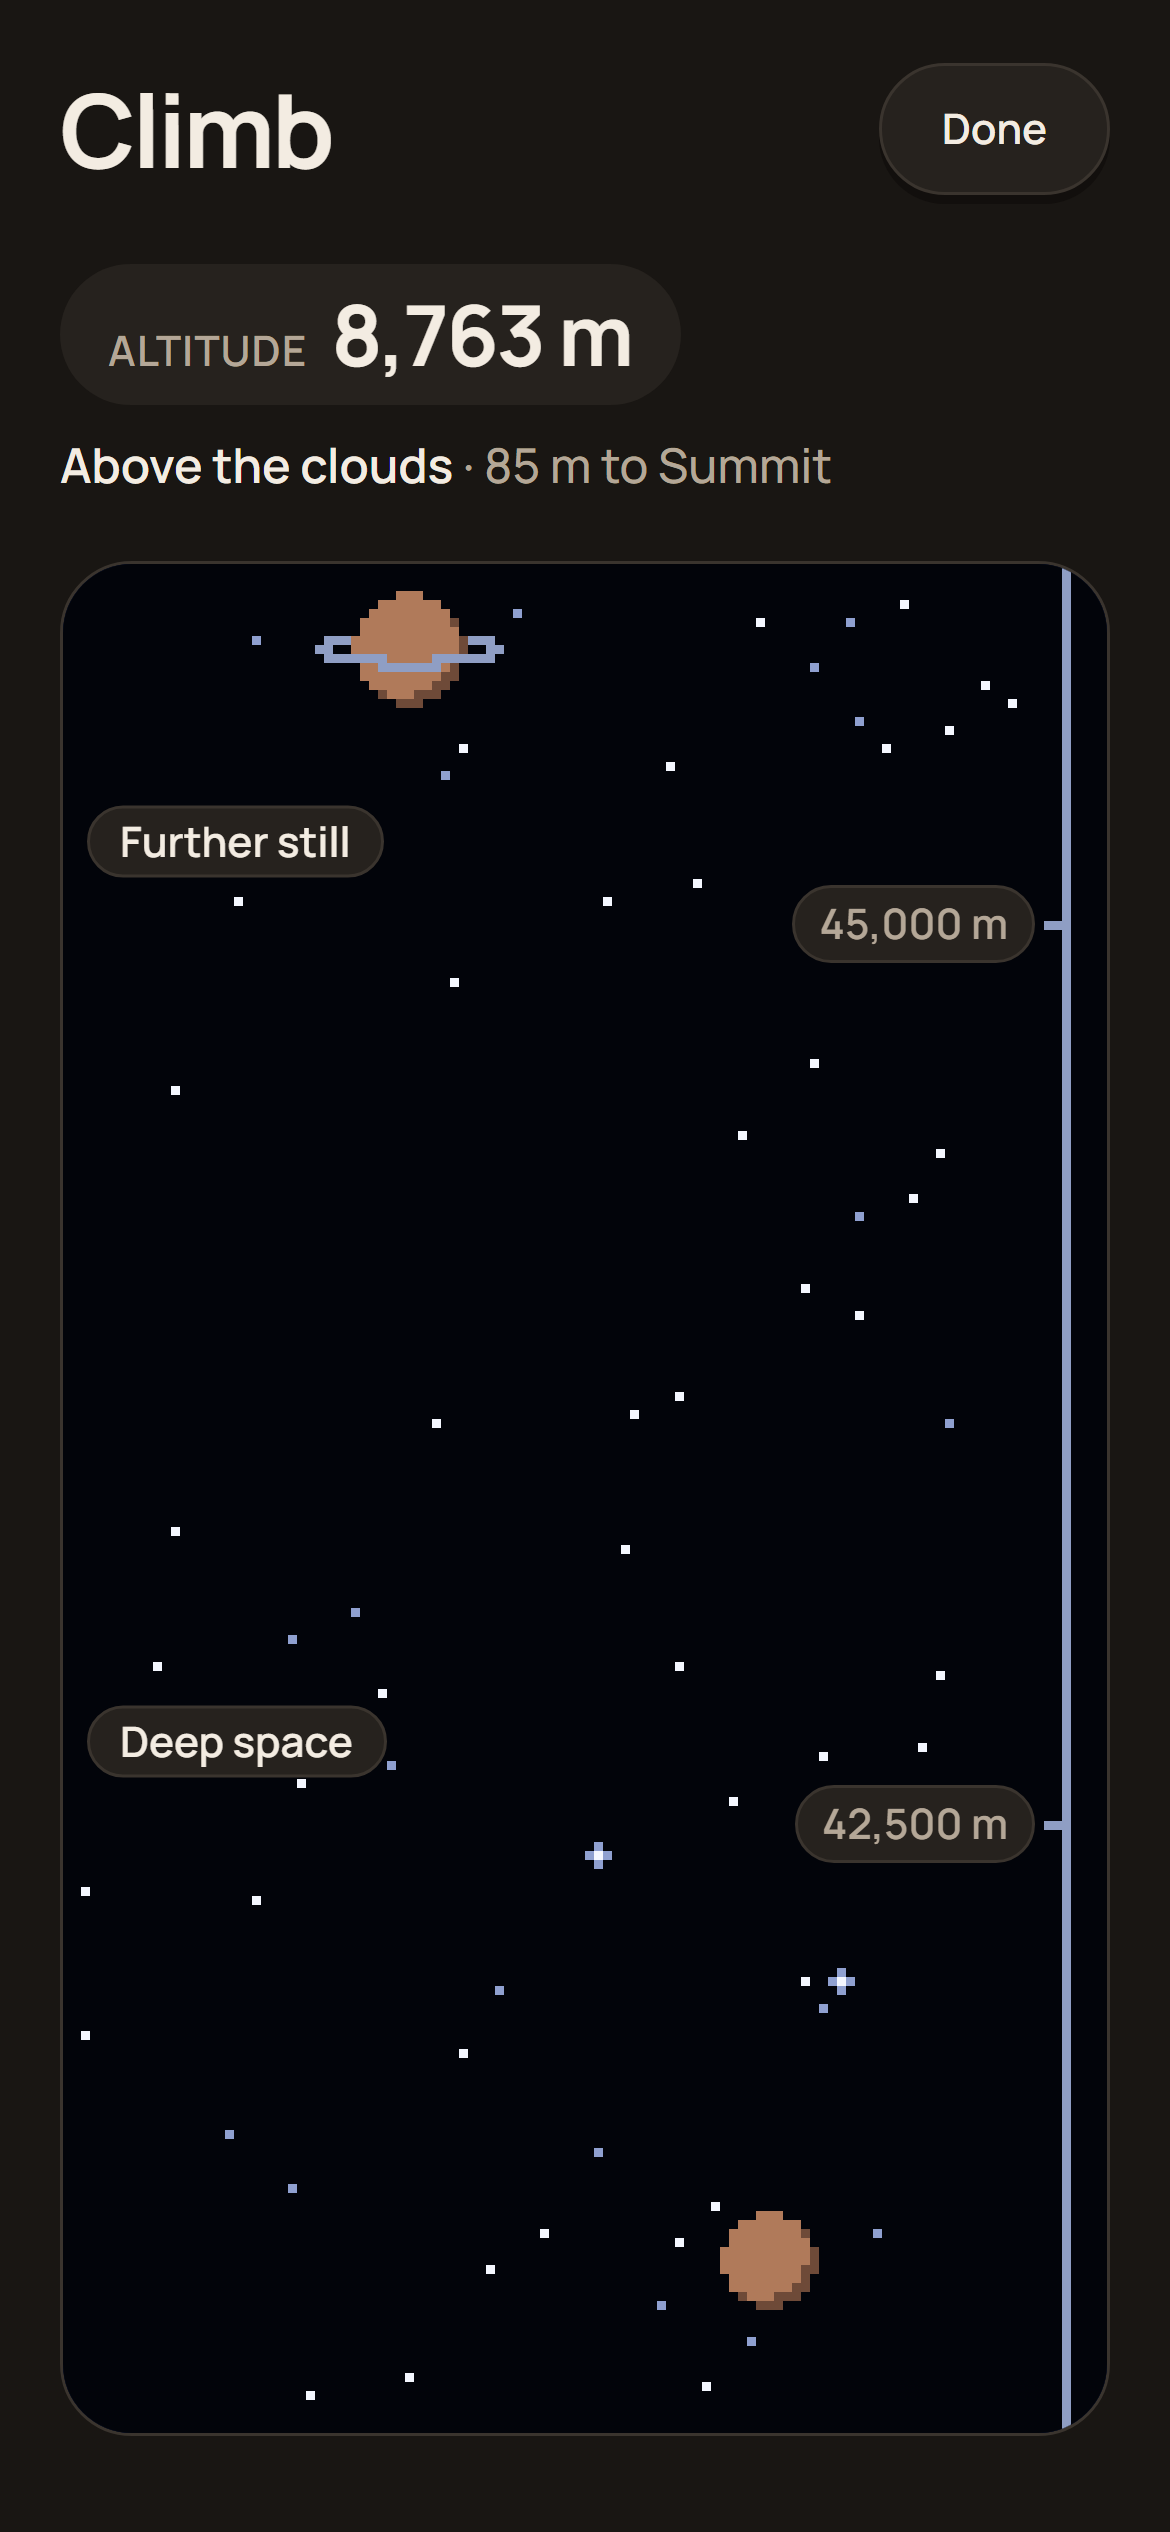 Climb
Done
ALTITUDE 8,763 m
Above the clouds · 85 m to Summit
Further still
45,000 m
Deep space
42,500 m